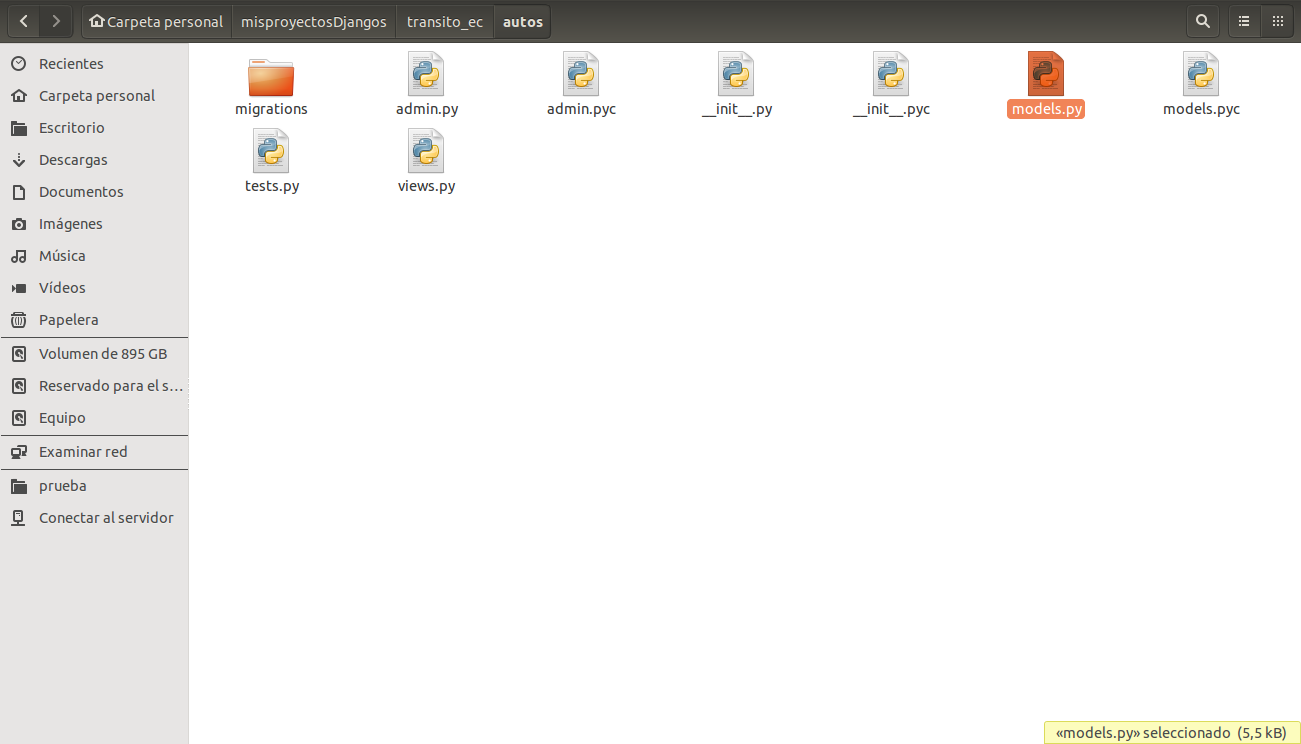 Carpeta personal misproyectosDjangos transito_ec autos
Recientes
Carpeta personal
Escritorio
Descargas
Documentos
Imágenes
Música
Vídeos
Papelera
Volumen de 895 GB
Reservado para el s...
Equipo
Examinar red
prueba
Conectar al servidor
migrations admin.py admin.pyc __init__.py __init__.pyc models.py models.pyc
tests.py views.py
«models.py» seleccionado (5,5 kB)